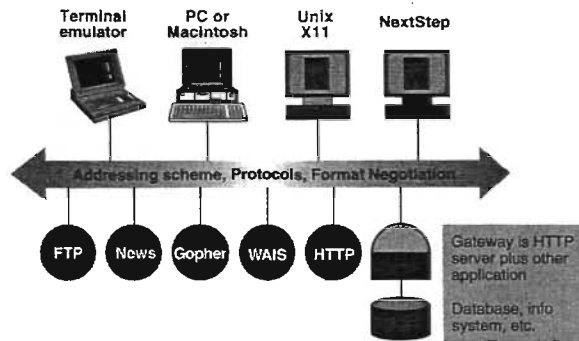 Terminal
emulator
PC or
Macintosh
Unix
X11
NextStep
Addressing scheme, Protocols, Format Negotiation
FTP
News
Gopher
WAIS
HTTP
Gateway is HTTP
server plus other
application
Database, info
system, etc.